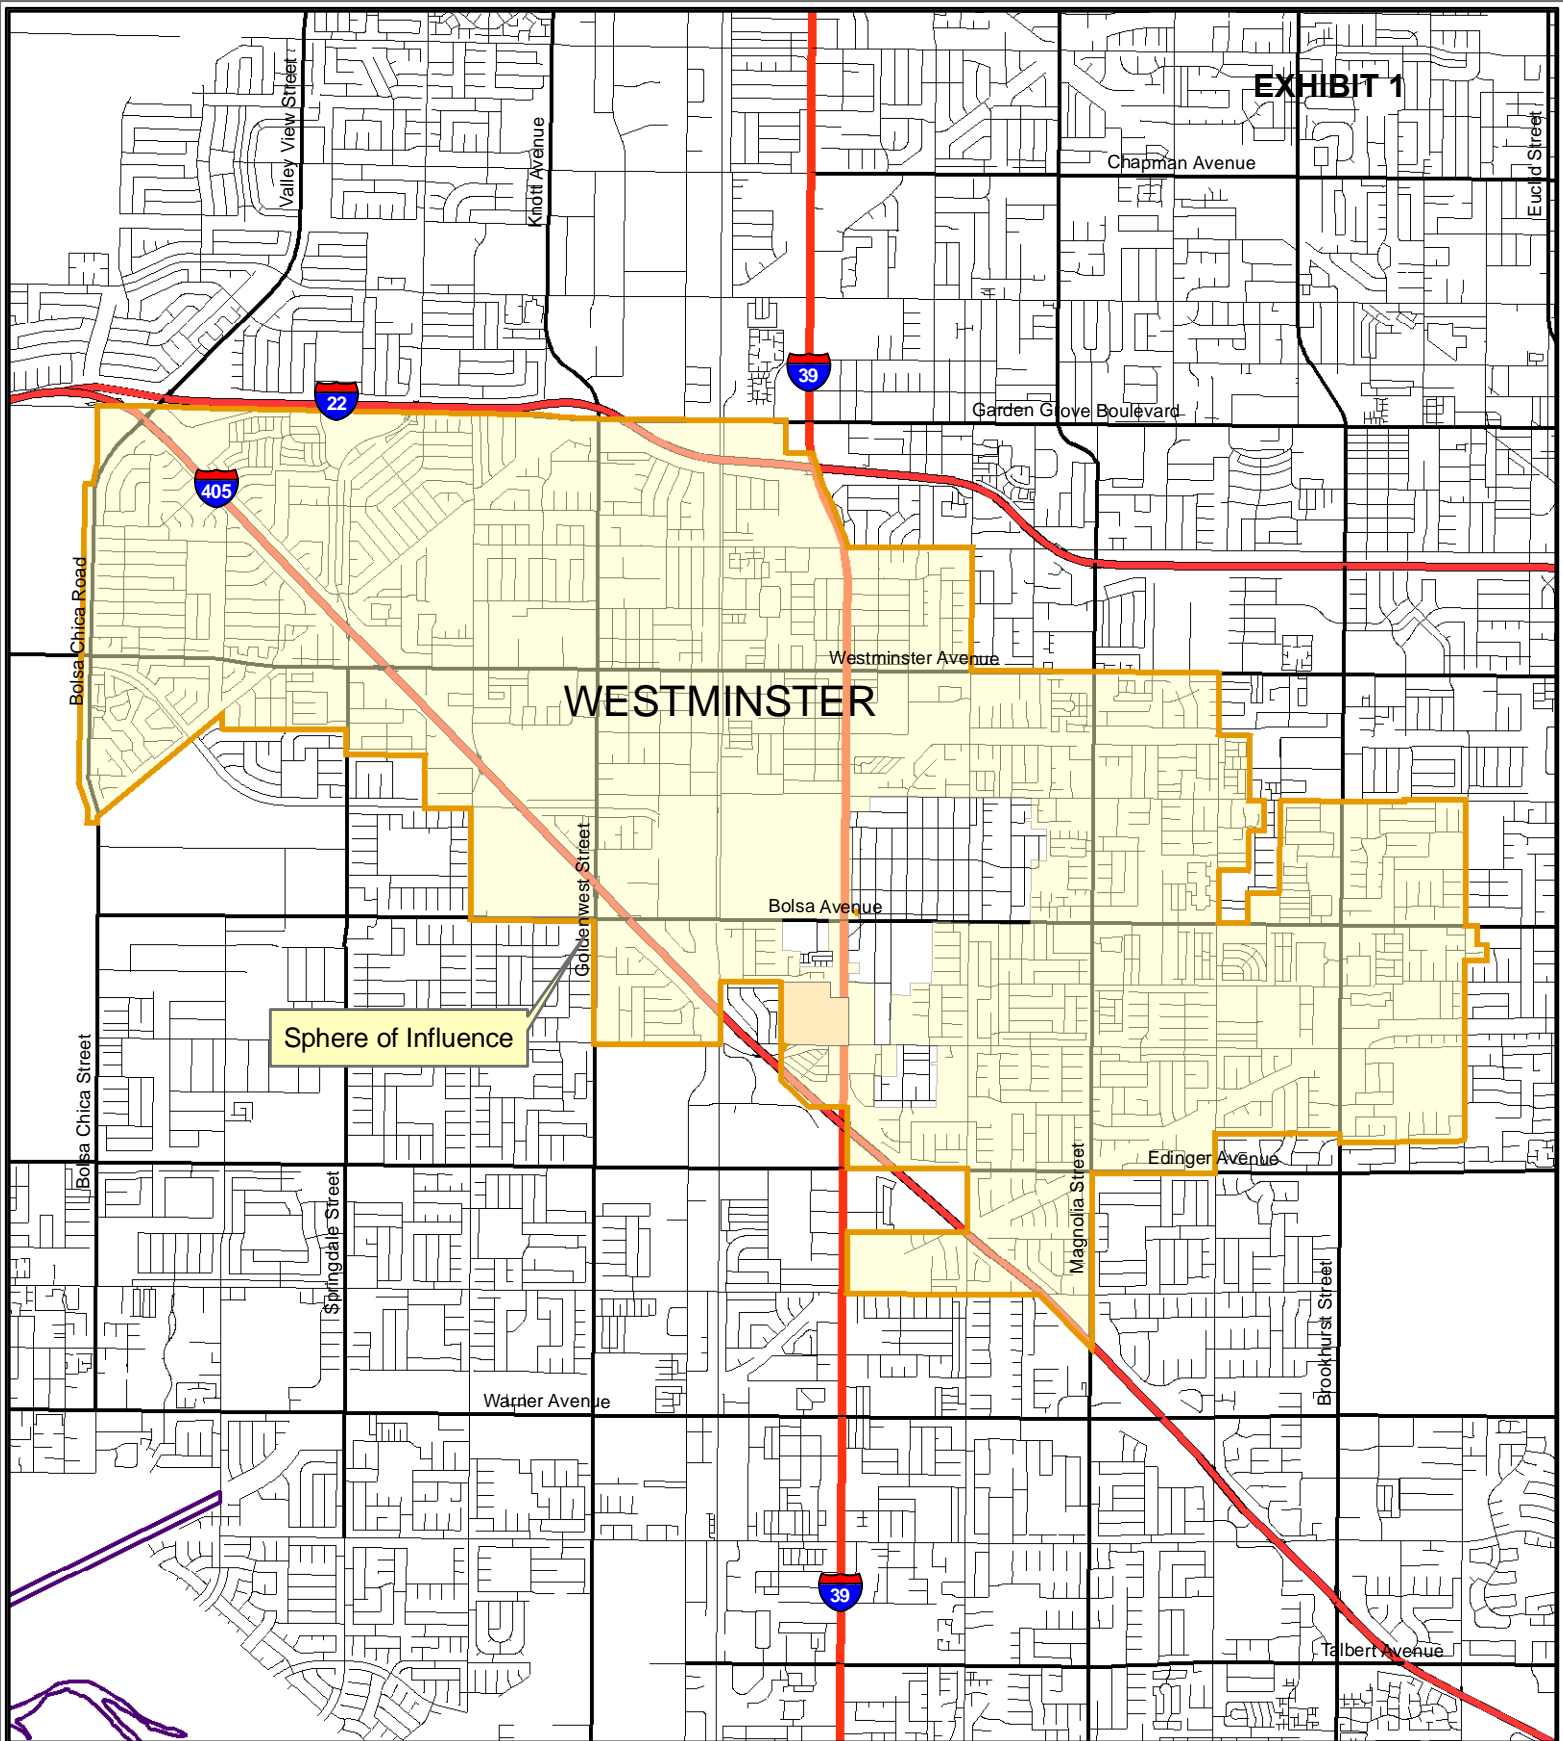 EXHIBIT 1
Valley View Street
Knott Avenue
Euclid Street
Chapman Avenue
39
22
Garden Grove Boulevard
405
Bolsa Chica Road
Westminster Avenue
WESTMINSTER
Goldenwest Street
Bolsa Avenue
Sphere of Influence
Bolsa Chica Street
Springdale Street
Magnolia Street
Edinger Avenue
Brookhurst Street
Warner Avenue
39
Talbert Avenue